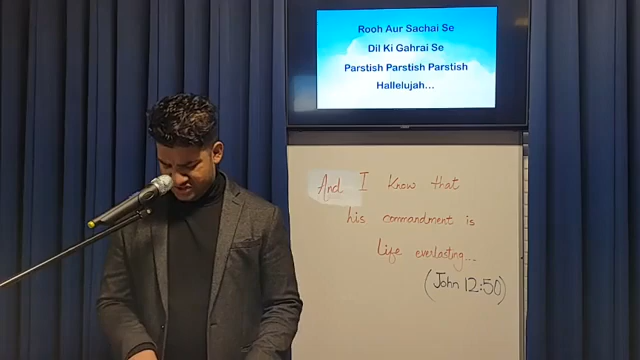 Rooh Aur Sachai Se
Dil Ki Gahrai Se
Parstish Parstish Parstish
Hallelujah...
And I know that
his commandment is
life everlasting...
(John 12:50)